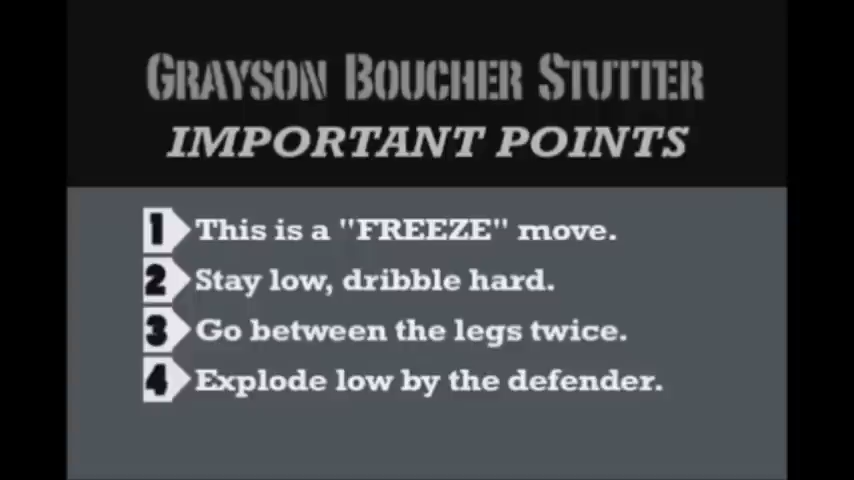 GRAYSON BOUCHER STUTTER
IMPORTANT POINTS
1 This is a "FREEZE" move.
2 Stay low, dribble hard.
3 Go between the legs twice.
4 Explode low by the defender.